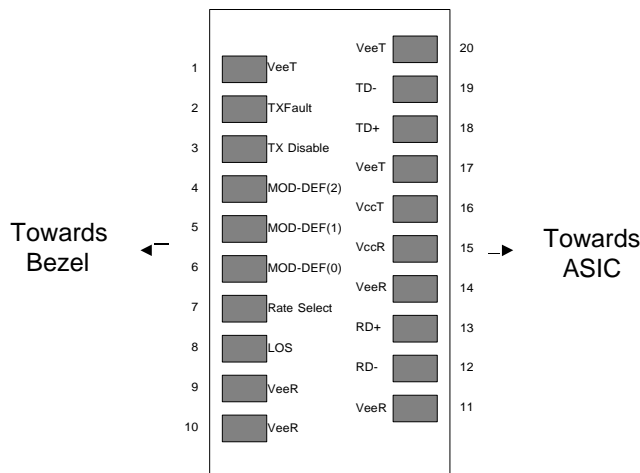 1 VeeT
2 TXFault
3 TX Disable
4 MOD-DEF(2)
5 MOD-DEF(1)
6 MOD-DEF(0)
7 Rate Select
8 LOS
9 VeeR
10 VeeR
VeeT 20
TD- 19
TD+ 18
VeeT 17
VccT 16
VccR 15
VeeR 14
RD+ 13
RD- 12
VeeR 11
Towards
Bezel
Towards
ASIC